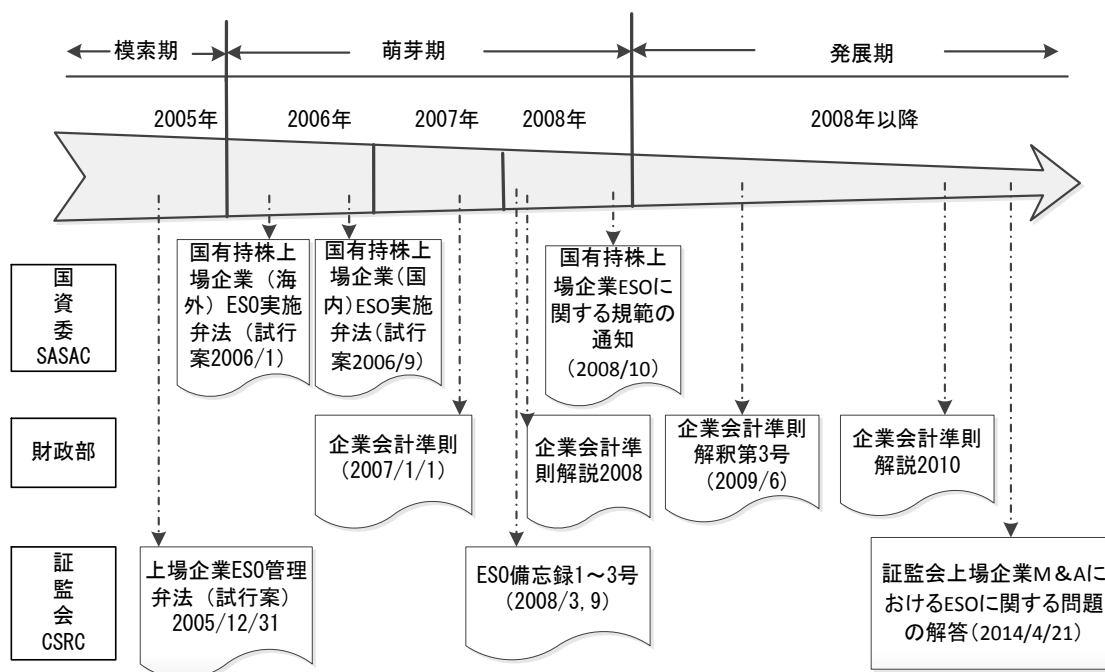 模索期
萌芽期
発展期
2005年
2006年
2007年
2008年
2008年以降
国
資
委
SASAC
国有持株上
場企業（海
外）ESO実施
弁法（試行
案2006/1)
国有持株上
場企業(国
内)ESO実施
弁法(試行
案2006/9)
国有持株上
場企業ESOに
関する規範の
通知
(2008/10)
財政部
企業会計準則
(2007/1/1)
企業会計準
則解説2008
企業会計準則
解釈第3号
(2009/6)
企業会計準則
解説2010
証
監
会
CSRC
上場企業ESO管理
弁法（試行案）
2005/12/31
ESO備忘録1～3号
(2008/3,9)
証監会上場企業M＆Aに
おけるESOに関する問題
の解答(2014/4/21)